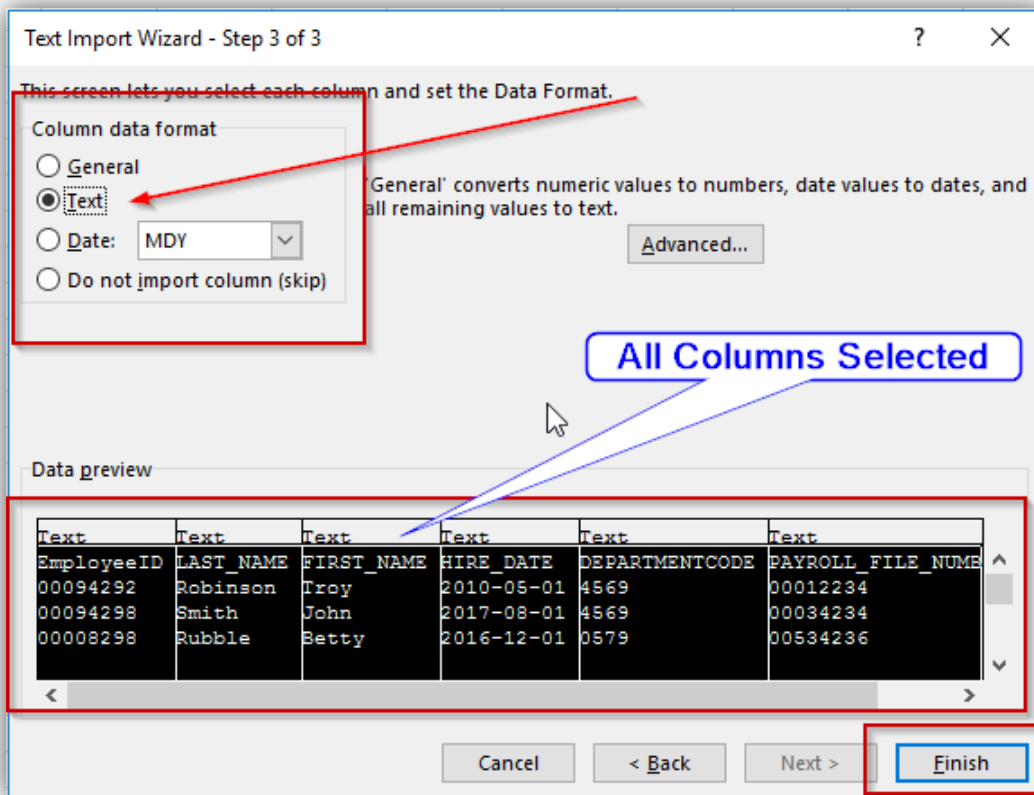 Text Import Wizard - Step 3 of 3
?
This screen lets you select each column and set the Data Format.
Column data format
General
Text
Date: MDY
Do not import column (skip)
'General' converts numeric values to numbers, date values to dates, and
all remaining values to text.
Advanced...
All Columns Selected
Data preview
Text Text Text Text Text Text
EmployeeID LAST_NAME FIRST_NAME HIRE_DATE DEPARTMENTCODE PAYROLL_FILE_NUMB
00094292 Robinson Troy 2010-05-01 4569 00012234
00094298 Smith John 2017-08-01 4569 00034234
00008298 Rubble Betty 2016-12-01 0579 00534236
Cancel < Back Next > Finish